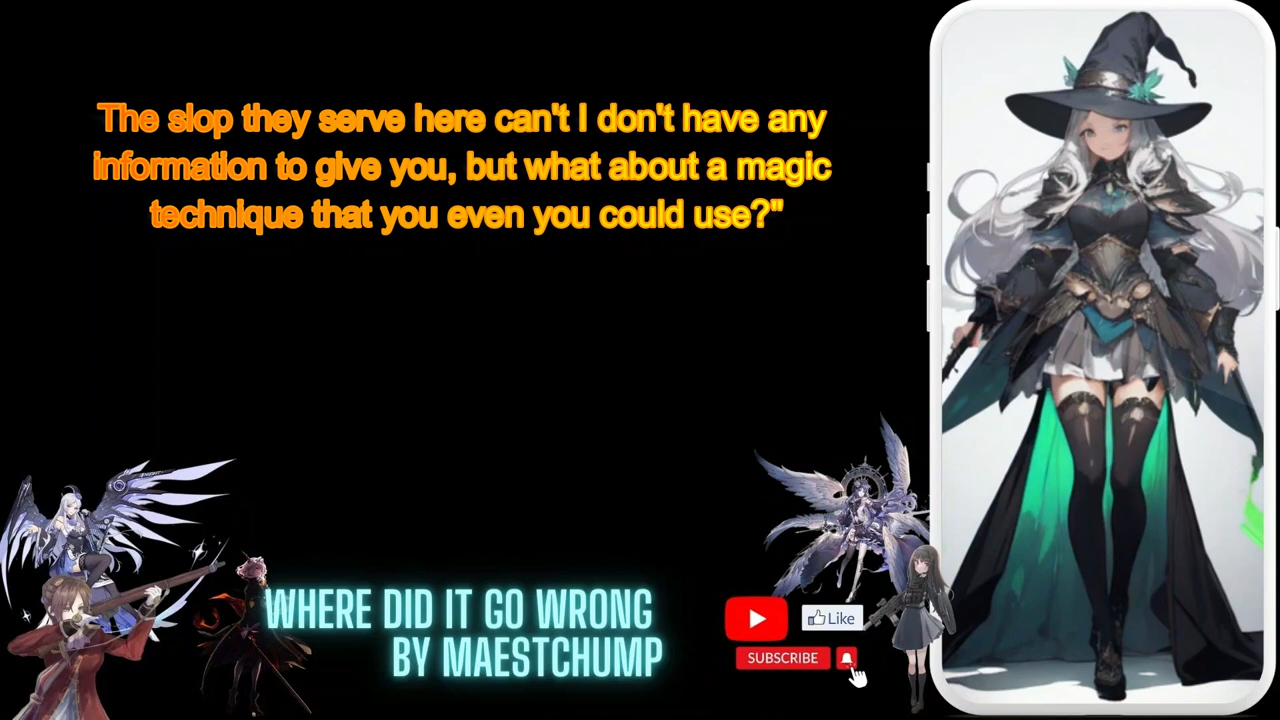 The slop they serve here can't I don't have any
information to give you, but what about a magic
technique that you even you could use?"
WHERE DID IT GO WRONG
BY MAESTCHUMP
Like
SUBSCRIBE